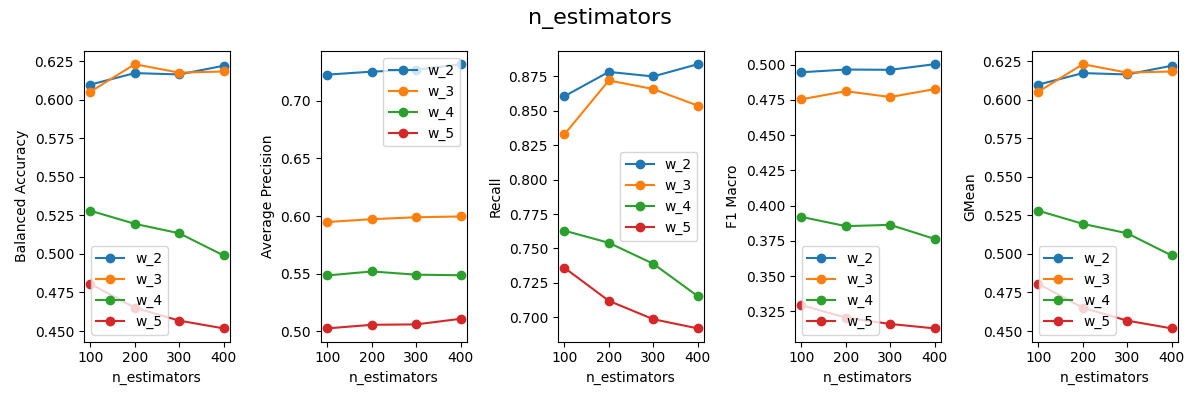 n_estimators
Balanced Accuracy
0.625
0.600
0.575
0.550
0.525
0.500
0.475
0.450
w_2
w_3
w_4
w_5
100 200 300 400
n_estimators
Average Precision
0.70
0.65
0.60
0.55
0.50
w_2
w_3
w_4
w_5
100 200 300 400
n_estimators
Recall
0.875
0.850
0.825
0.800
0.775
0.750
0.725
0.700
w_2
w_3
w_4
w_5
100 200 300 400
n_estimators
F1 Macro
0.500
0.475
0.450
0.425
0.400
0.375
0.350
0.325
w_2
w_3
w_4
w_5
100 200 300 400
n_estimators
GMean
0.625
0.600
0.575
0.550
0.525
0.500
0.475
0.450
w_2
w_3
w_4
w_5
100 200 300 400
n_estimators